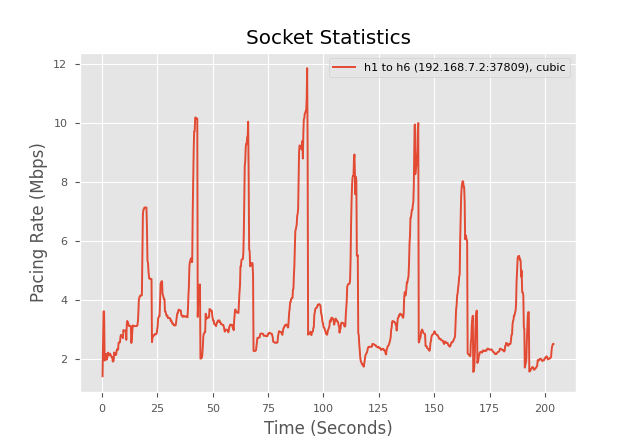 Socket Statistics
h1 to h6 (192.168.7.2:37809), cubic
Pacing Rate (Mbps)
12
10
8
6
4
2
0 25 50 75 100 125 150 175 200
Time (Seconds)